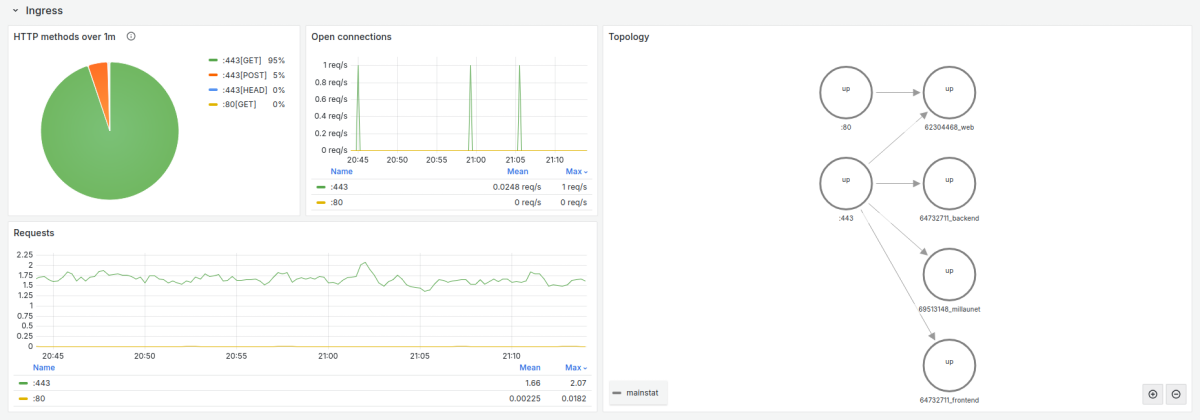 Ingress
HTTP methods over 1m
:443[GET] 95%
:443[POST] 5%
:443[HEAD] 0%
:80[GET] 0%
Open connections
1 req/s
0.8 req/s
0.6 req/s
0.4 req/s
0.2 req/s
0 req/s
20:45 20:50 20:55 21:00 21:05 21:10
Name Mean Max
:443 0.0248 req/s 1 req/s
:80 0 req/s 0 req/s
Requests
2.25
2
1.75
1.5
1.25
1
0.75
0.5
0.25
0
20:45 20:50 20:55 21:00 21:05 21:10
Name Mean Max
:443 1.66 2.07
:80 0.00225 0.0182
Topology
up up
:80 62304468_web
up up
:443 64732711_backend
up
69513148_millaunet
up
64732711_frontend
mainstat